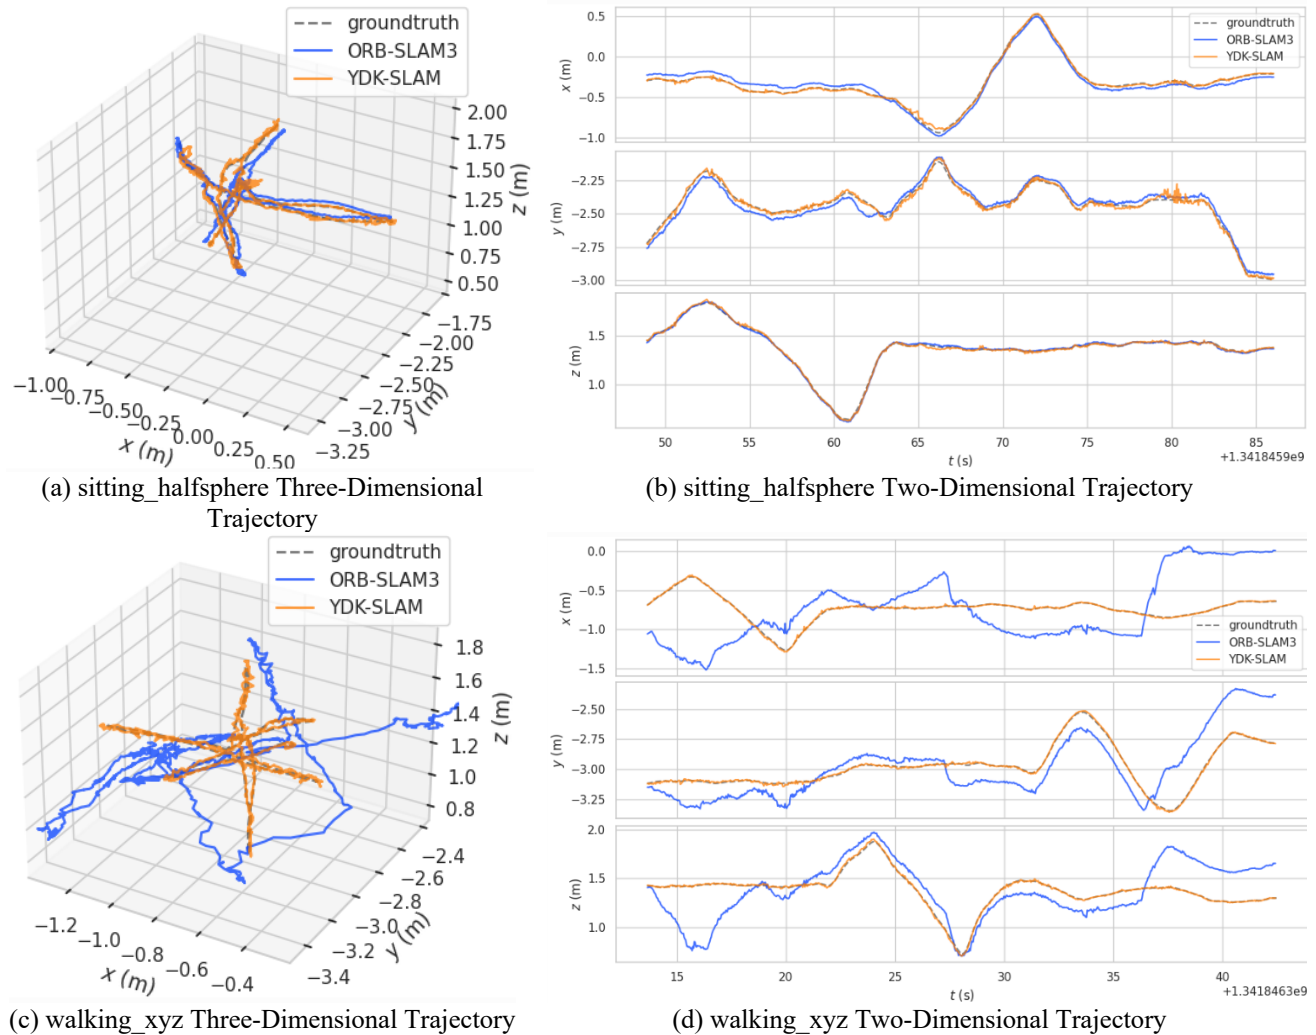 groundtruth
ORB-SLAM3
YDK-SLAM
2.00
1.75
1.50
1.25
1.00
0.75
0.50
z (m)
−1.75
−2.00
−2.25
−2.50
−2.75
−3.00
−3.25
y (m)
−1.00
−0.75
−0.50
−0.25
0.00
0.25
0.50
x (m)
(a) sitting_halfsphere Three-Dimensional
Trajectory
groundtruth
ORB-SLAM3
YDK-SLAM
0.5
0.0
−0.5
−1.0
x (m)
−2.25
−2.50
−2.75
−3.00
y (m)
1.5
1.0
z (m)
50 55 60 65 70 75 80 85
t (s)
+1.3418459e9
(b) sitting_halfsphere Two-Dimensional Trajectory
groundtruth
ORB-SLAM3
YDK-SLAM
1.8
1.6
1.4
1.2
1.0
0.8
z (m)
−2.4
−2.6
−2.8
−3.0
−3.2
−3.4
y (m)
−1.2
−1.0
−0.8
−0.6
−0.4
x (m)
(c) walking_xyz Three-Dimensional Trajectory
0.0
−0.5
−1.0
−1.5
x (m)
groundtruth
ORB-SLAM3
YDK-SLAM
−2.50
−2.75
−3.00
−3.25
y (m)
2.0
1.5
1.0
z (m)
15 20 25 30 35 40
t (s)
+1.3418463e9
(d) walking_xyz Two-Dimensional Trajectory